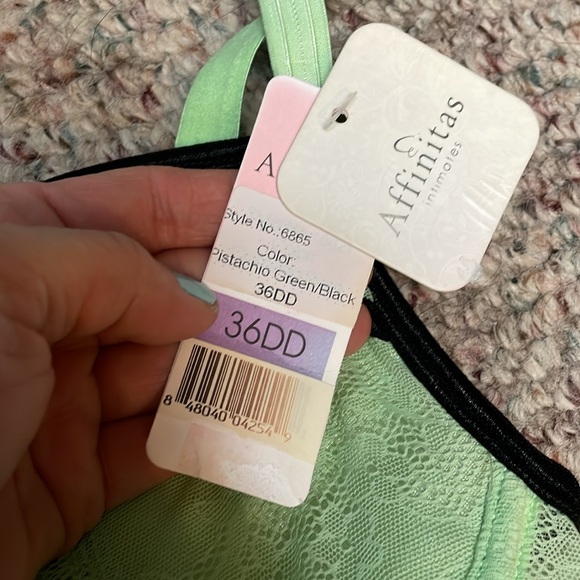 Affinitas
intimates
A
Style No.:6865
Color:
Pistachio Green/Black
36DD
36DD
8 48040 04254 9